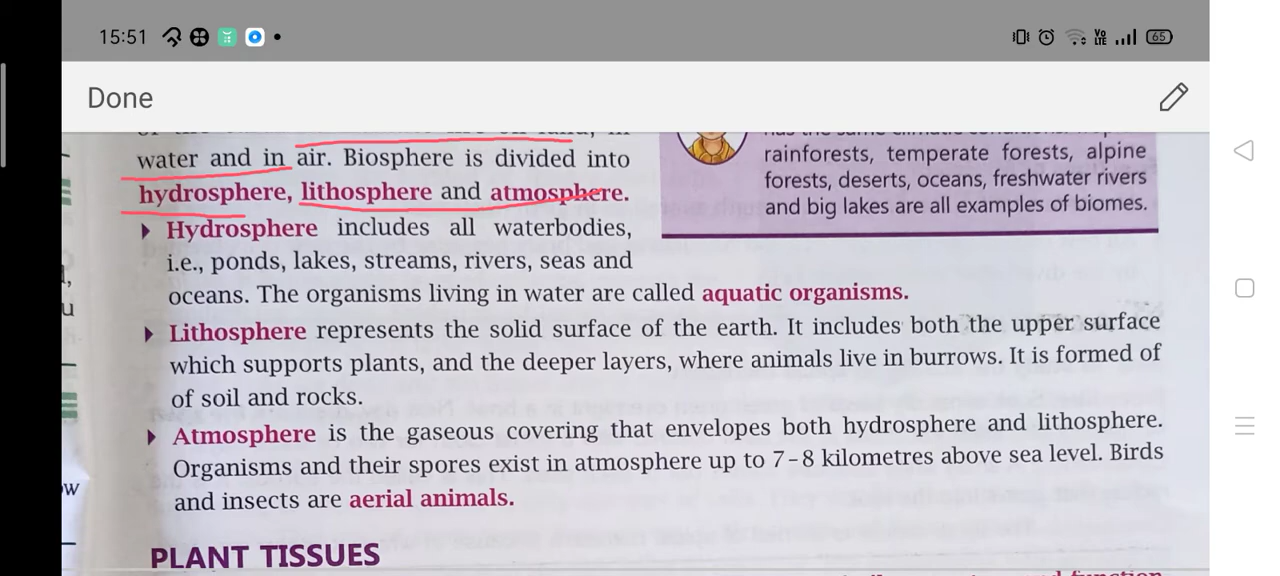 15:51
VO
LTE
65
Done
water and in air. Biosphere is divided into
hydrosphere, lithosphere and atmosphere.
rainforests, temperate forests, alpine
forests, deserts, oceans, freshwater rivers
and big lakes are all examples of biomes.
▸ Hydrosphere includes all waterbodies,
i.e., ponds, lakes, streams, rivers, seas and
oceans. The organisms living in water are called aquatic organisms.
▸ Lithosphere represents the solid surface of the earth. It includes both the upper surface
which supports plants, and the deeper layers, where animals live in burrows. It is formed of
of soil and rocks.
▸ Atmosphere is the gaseous covering that envelopes both hydrosphere and lithosphere.
Organisms and their spores exist in atmosphere up to 7–8 kilometres above sea level. Birds
and insects are aerial animals.
PLANT TISSUES